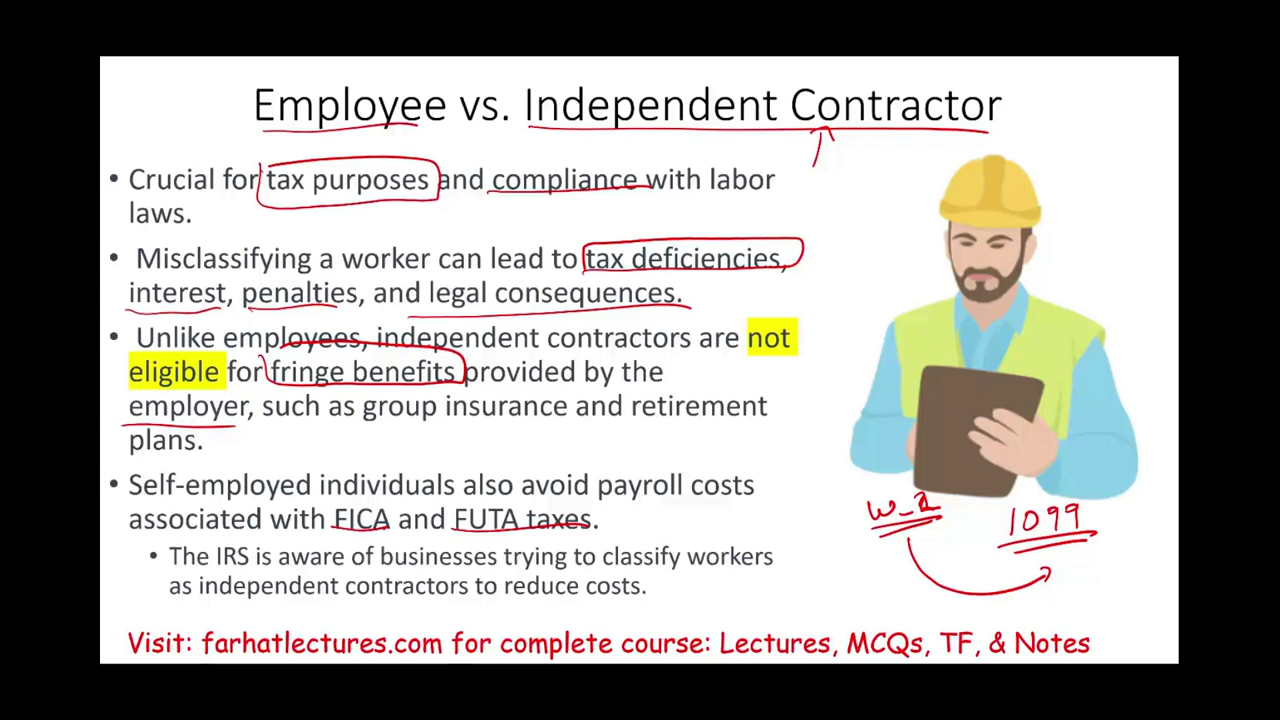 Employee vs. Independent Contractor
• Crucial for tax purposes and compliance with labor
laws.
• Misclassifying a worker can lead to tax deficiencies,
interest, penalties, and legal consequences.
• Unlike employees, independent contractors are not
eligible for fringe benefits provided by the
employer, such as group insurance and retirement
plans.
• Self-employed individuals also avoid payroll costs
associated with FICA and FUTA taxes.
• The IRS is aware of businesses trying to classify workers
as independent contractors to reduce costs.
W-2
1099
Visit: farhatlectures.com for complete course: Lectures, MCQs, TF, & Notes